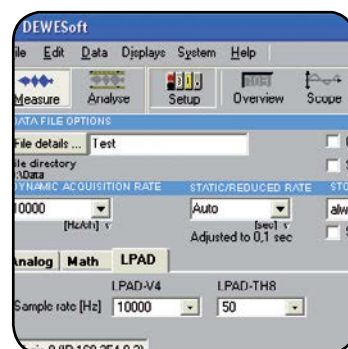 DEWESoft
ile Edit Data Displays System Help
Measure Analyse Setup Overview Scope
DATA FILE OPTIONS
File details ... Test
ile directory
:\Data
DYNAMIC ACQUISITION RATE STATIC/REDUCED RATE STO
10000 Auto alw
[Hz/ch] [sec]
Adjusted to 0,1 sec
Analog Math LPAD
LPAD-V4 LPAD-TH8
Sample rate [Hz] 10000 50